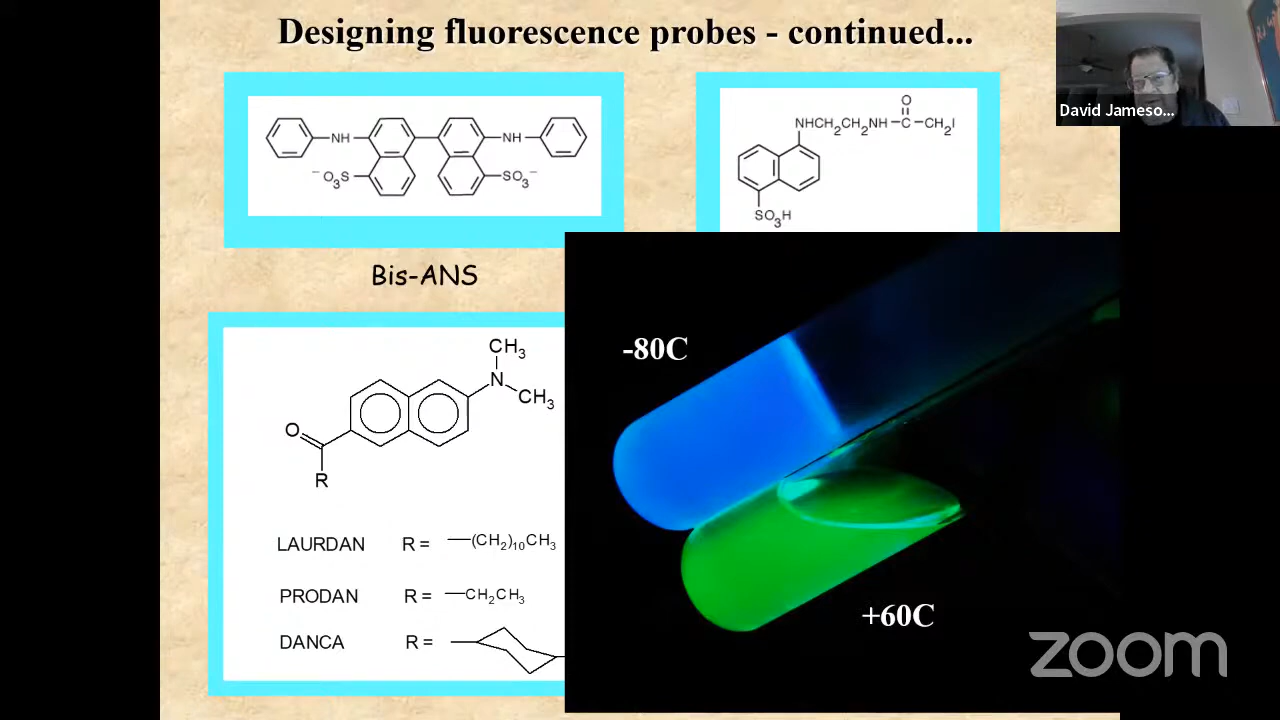 Designing fluorescence probes - continued...
David Jameso...
NH
NH
⁻O₃S
SO₃⁻
O
NHCH₂CH₂NH—C—CH₂I
SO₃H
Bis-ANS
CH₃
N
CH₃
O
R
LAURDAN R = —(CH₂)₁₀CH₃
PRODAN R = —CH₂CH₃
DANCA R =
-80C
+60C
zoom